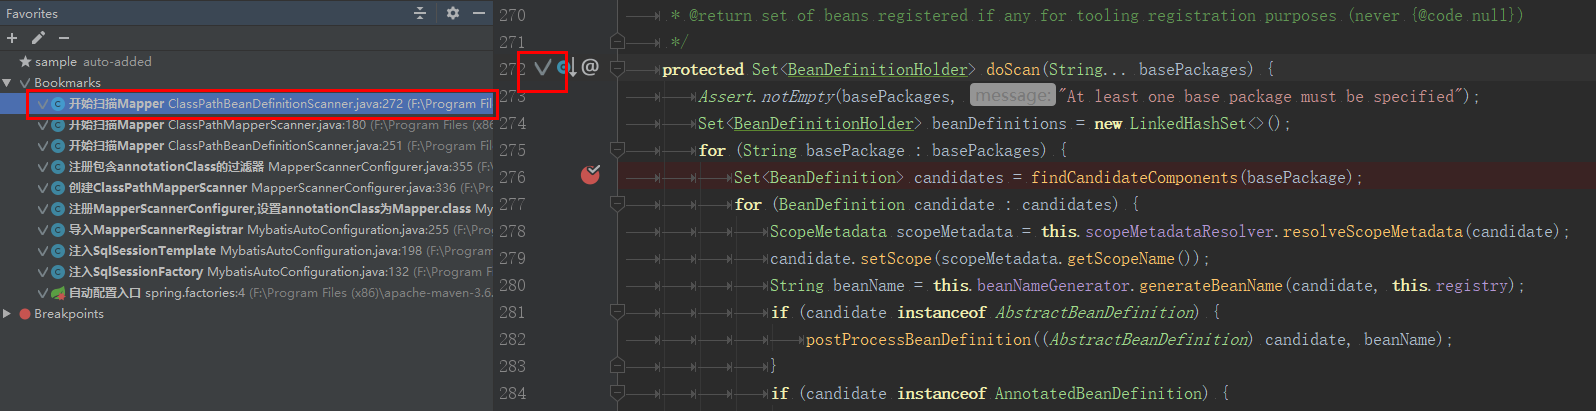 Favorites
sample auto-added
Bookmarks
开始扫描Mapper ClassPathBeanDefinitionScanner.java:272 (F:\Program Fil
开始扫描Mapper ClassPathMapperScanner.java:180 (F:\Program Files (x86)
开始扫描Mapper ClassPathBeanDefinitionScanner.java:251 (F:\Program Fil
注册包含annotationClass的过滤器 MapperScannerConfigurer.java:355 (F:\
创建ClassPathMapperScanner MapperScannerConfigurer.java:336 (F:\Prog
注册MapperScannerConfigurer,设置annotationClass为Mapper.class My
导入MapperScannerRegistrar MybatisAutoConfiguration.java:255 (F:\Prog
注入SqlSessionTemplate MybatisAutoConfiguration.java:198 (F:\Program
注入SqlSessionFactory MybatisAutoConfiguration.java:132 (F:\Program Fi
自动配置入口 spring.factories:4 (F:\Program Files (x86)\apache-maven-3.6.
Breakpoints
270 * @return set of beans registered if any for tooling registration purposes (never {@code null})
271 */
272 @ protected Set<BeanDefinitionHolder> doScan(String... basePackages) {
273 Assert.notEmpty(basePackages, message: "At least one base package must be specified");
274 Set<BeanDefinitionHolder> beanDefinitions = new LinkedHashSet<>();
275 for (String basePackage : basePackages) {
276 Set<BeanDefinition> candidates = findCandidateComponents(basePackage);
277 for (BeanDefinition candidate : candidates) {
278 ScopeMetadata scopeMetadata = this.scopeMetadataResolver.resolveScopeMetadata(candidate);
279 candidate.setScope(scopeMetadata.getScopeName());
280 String beanName = this.beanNameGenerator.generateBeanName(candidate, this.registry);
281 if (candidate instanceof AbstractBeanDefinition) {
282 postProcessBeanDefinition((AbstractBeanDefinition) candidate, beanName);
283 }
284 if (candidate instanceof AnnotatedBeanDefinition) {